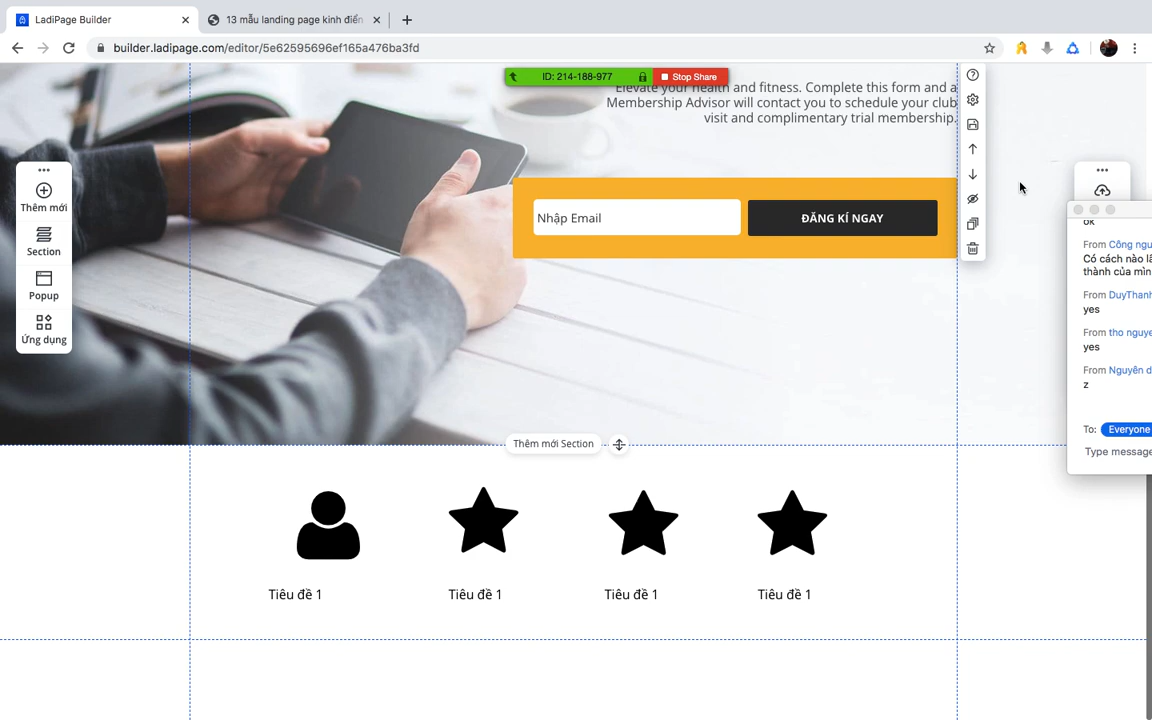 LadiPage Builder
13 mẫu landing page kinh điển
builder.ladipage.com/editor/5e62595696ef165a476ba3fd
ID: 214-188-977
Stop Share
Elevate your health and fitness. Complete this form and a
Membership Advisor will contact you to schedule your club
visit and complimentary trial membership.
Nhập Email
ĐĂNG KÍ NGAY
Thêm mới
Section
Popup
Ứng dụng
ok
From Công
Có cách nào
thành của mìn
From DuyThanh
yes
From tho
yes
From Nguyên
z
To: Everyone
Type message
Thêm mới Section
Tiêu đề 1
Tiêu đề 1
Tiêu đề 1
Tiêu đề 1